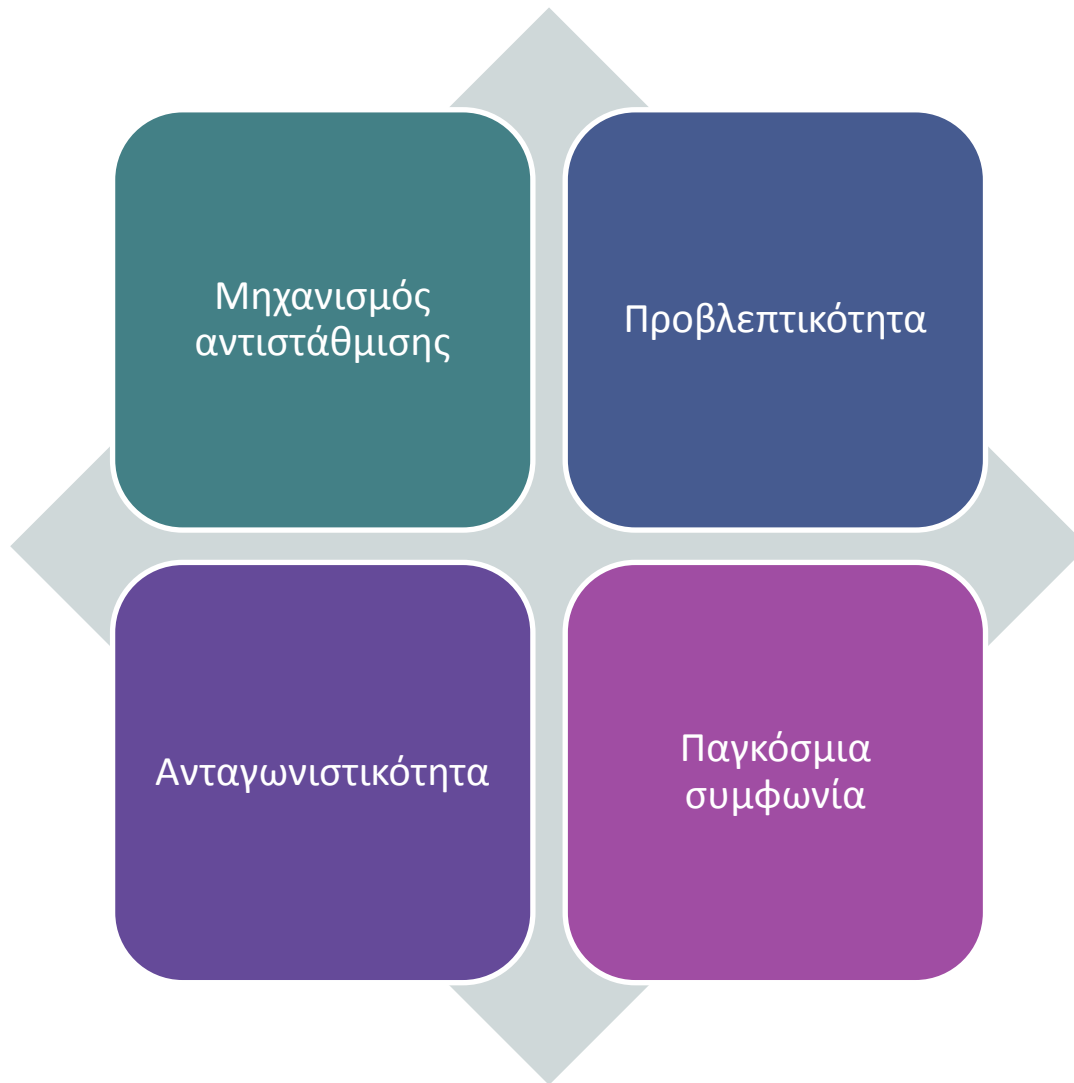 Μηχανισμός
αντιστάθμισης
Προβλεπτικότητα
Ανταγωνιστικότητα
Παγκόσμια
συμφωνία